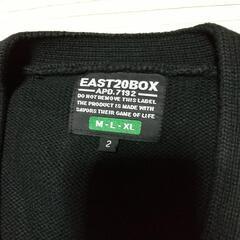 EAST20BOX
APO.7192
DO NOT REMOVE THIS LABEL
THE PRODUCT IS MADE WITH
SAVORS THEIR GAME OF LIFE
M-L-XL
2